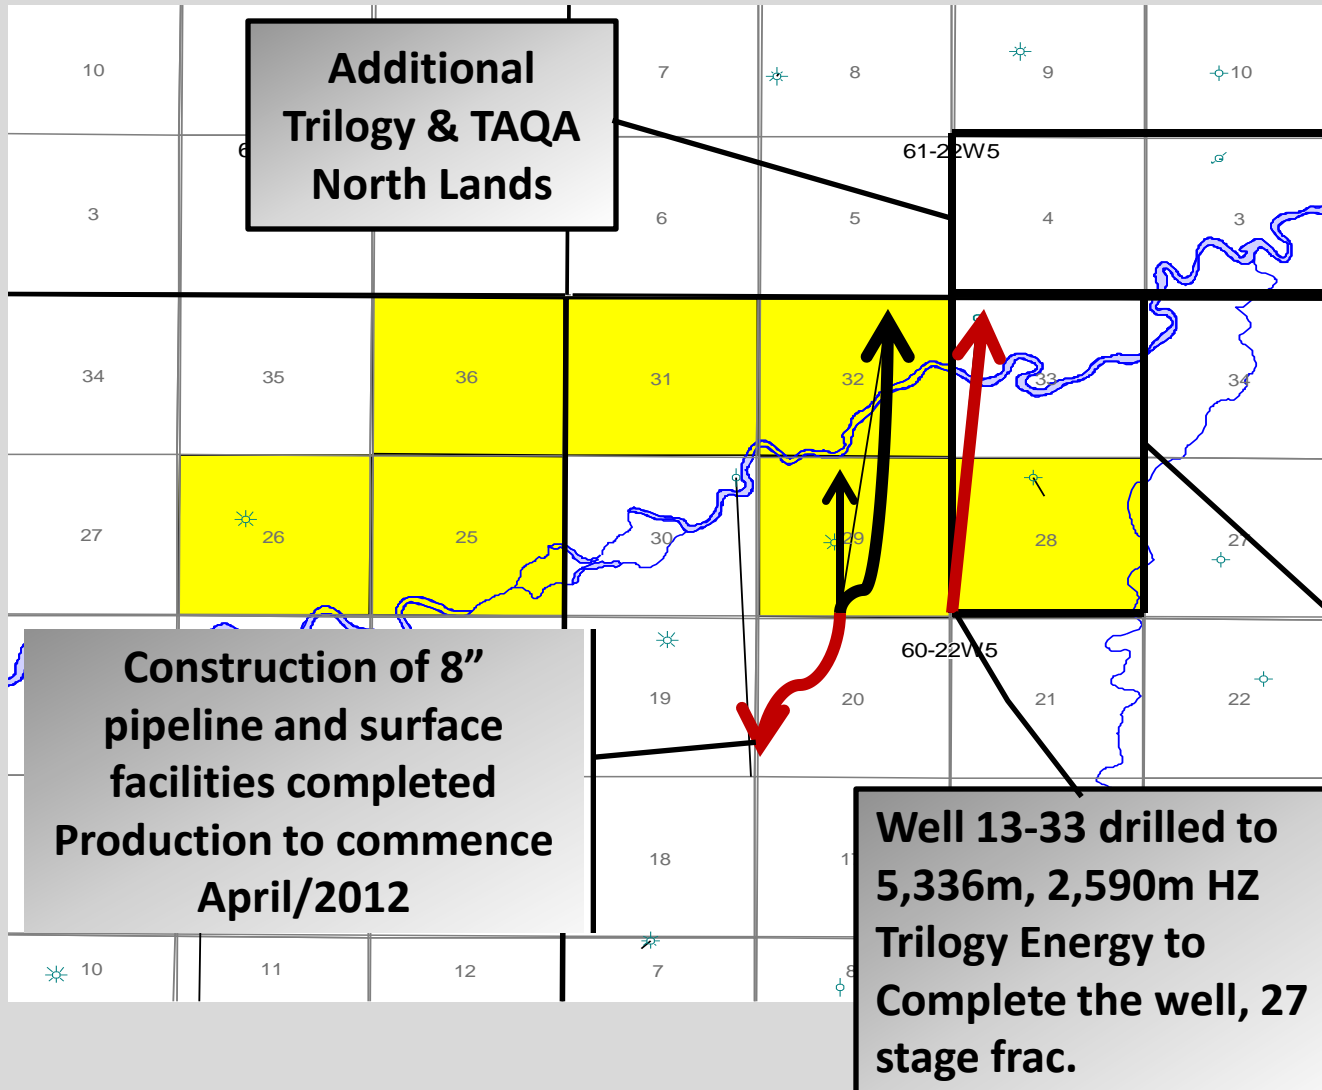 Additional
Trilogy & TAQA
North Lands
10
7
8
9
10
6
61-22W5
3
6
5
4
3
34
35
36
31
32
33
34
27
26
25
30
29
28
27
60-22W5
19
20
21
22
Construction of 8”
pipeline and surface
facilities completed
Production to commence
April/2012
18
Well 13-33 drilled to
5,336m, 2,590m HZ
Trilogy Energy to
Complete the well, 27
stage frac.
10
11
12
7